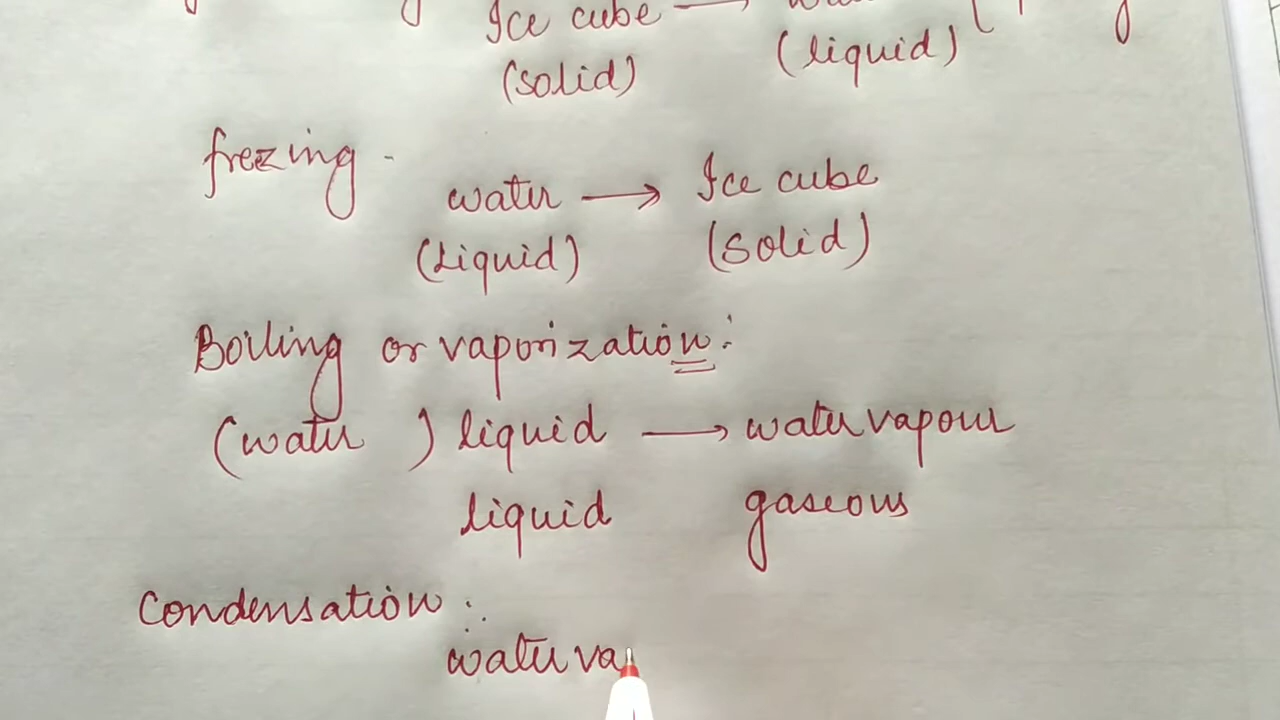 Ice cube →
(solid) (liquid)
frezing -
water → Ice cube
(Liquid) (Solid)
Boiling or vaporization:
(water ) liquid → water vapour
liquid gaseous
Condensation :
water va